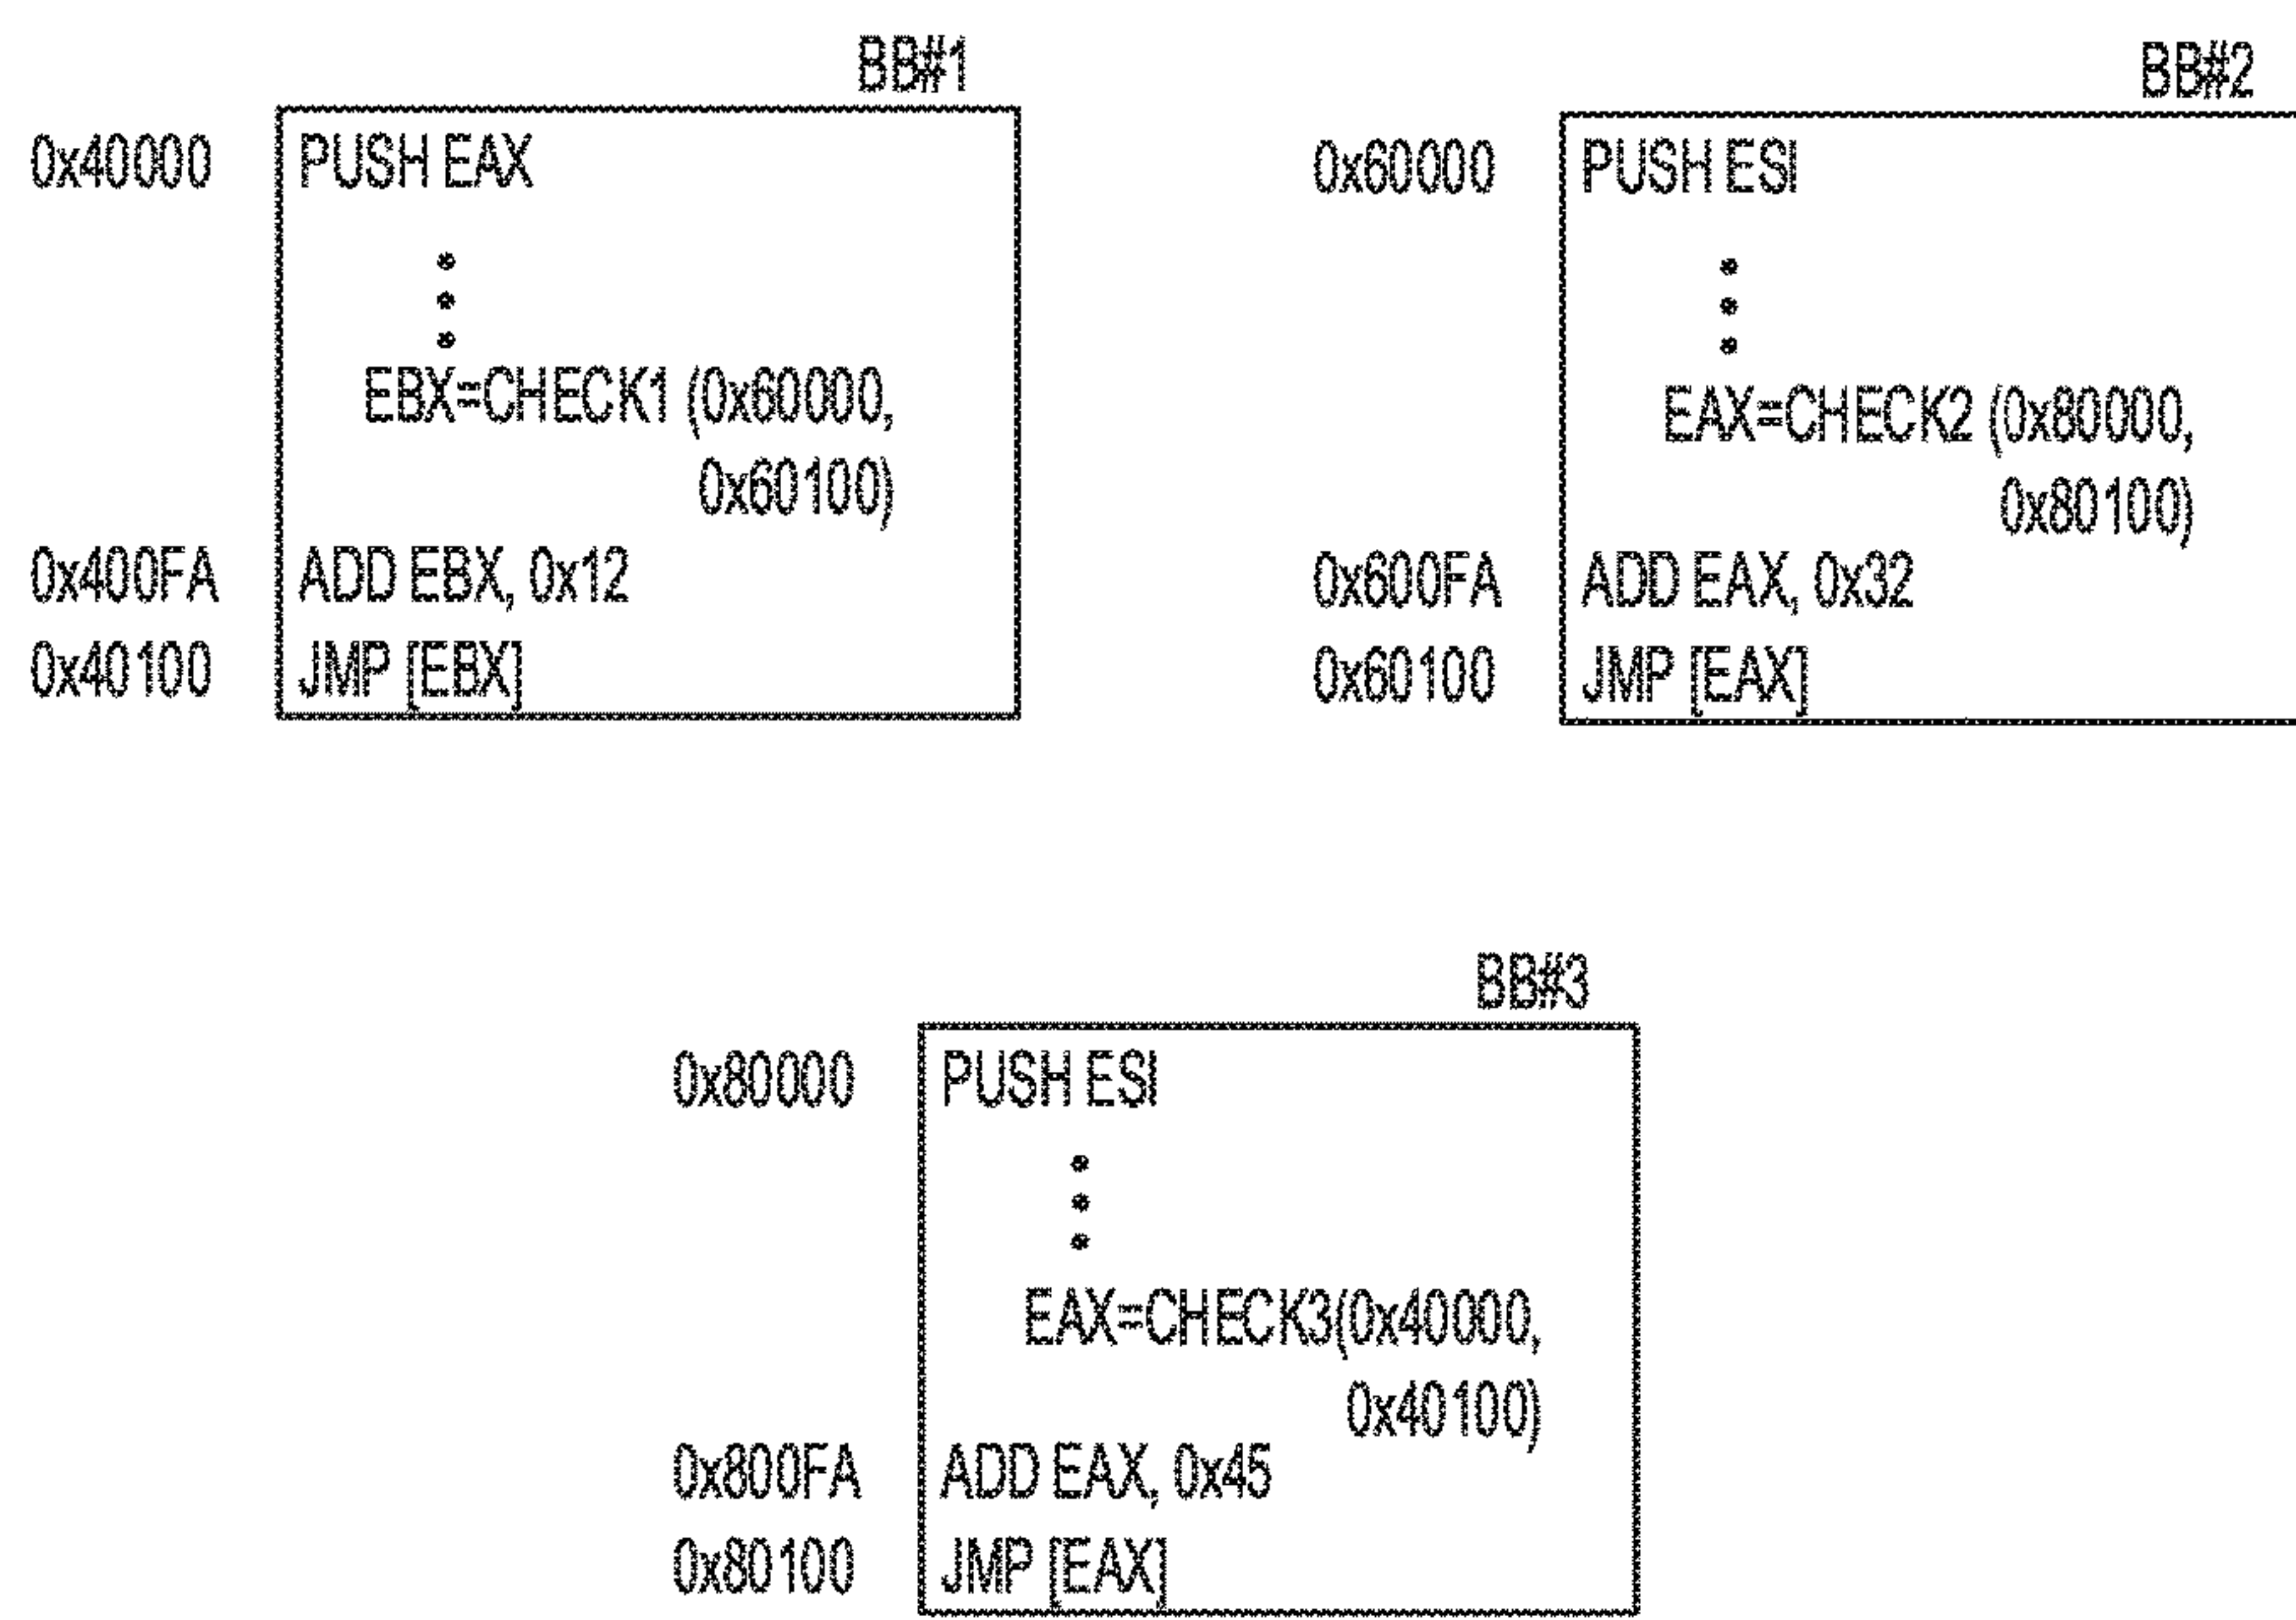 BB#1
0x40000 PUSH EAX
EBX=CHECK1 (0x60000,
0x60100)
0x400FA ADD EBX, 0x12
0x40100 JMP [EBX]
BB#2
0x60000 PUSH ESI
EAX=CHECK2 (0x80000,
0x80100)
0x600FA ADD EAX, 0x32
0x60100 JMP [EAX]
BB#3
0x80000 PUSH ESI
EAX=CHECK3(0x40000,
0x40100)
0x800FA ADD EAX, 0x45
0x80100 JMP [EAX]